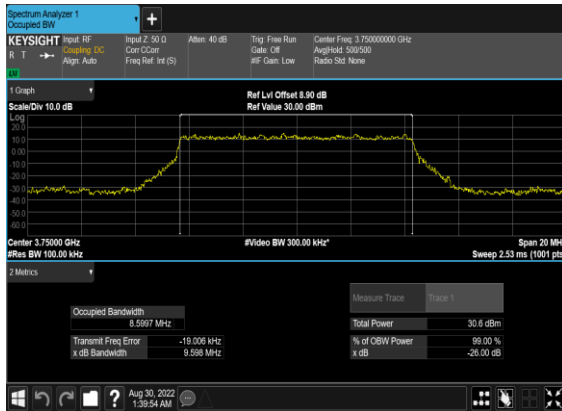 Spectrum Analyzer 1
Occupied BW
KEYSIGHT Input: RF Input Z: 50 Ω Atten: 40 dB Trig: Free Run Center Freq: 3.750000000 GHz
R T Coupling: DC Corr CCorr Gate: Off Avg|Hold: 500/500
Align: Auto Freq Ref: Int (S) #IF Gain: Low Radio Std: None
LXI
1 Graph
Ref Lvl Offset 8.90 dB
Scale/Div 10.0 dB Ref Value 30.00 dBm
Log
20.0
10.0
0.00
-10.0
-20.0
-30.0
-40.0
-50.0
-60.0
Center 3.75000 GHz #Video BW 300.00 kHz* Span 20 MH
#Res BW 100.00 kHz Sweep 2.53 ms (1001 pts
2 Metrics
Measure Trace Trace 1
Occupied Bandwidth
8.5997 MHz Total Power 30.6 dBm
Transmit Freq Error -19.006 kHz % of OBW Power 99.00 %
x dB Bandwidth 9.598 MHz x dB -26.00 dB
Aug 30, 2022
1:39:54 AM